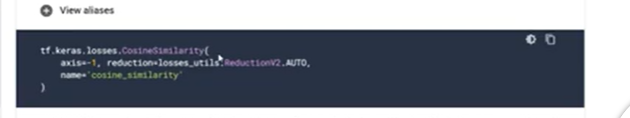 View aliases
tf.keras.losses.CosineSimilarity(
axis=-1, reduction=losses_utils.ReductionV2.AUTO,
name='cosine_similarity'
)